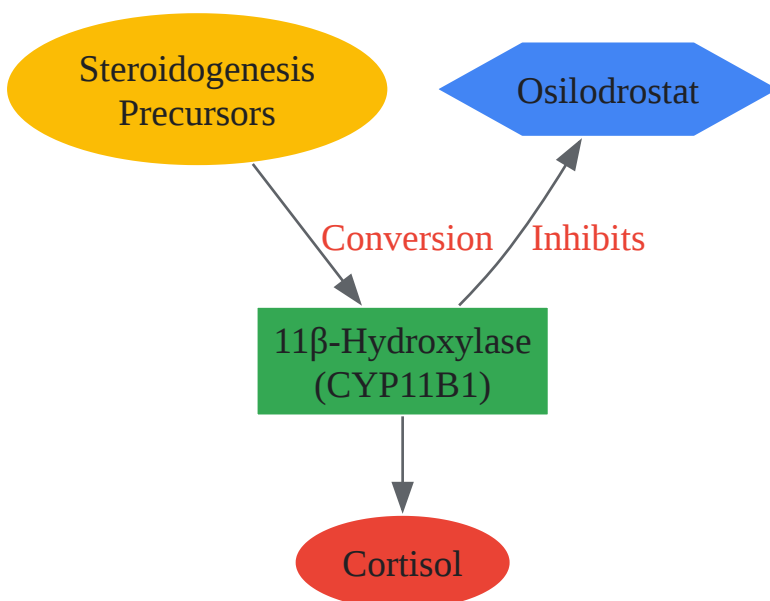 Steroidogenesis
Precursors
Osilodrostat
Conversion
Inhibits
11β-Hydroxylase
(CYP11B1)
Cortisol